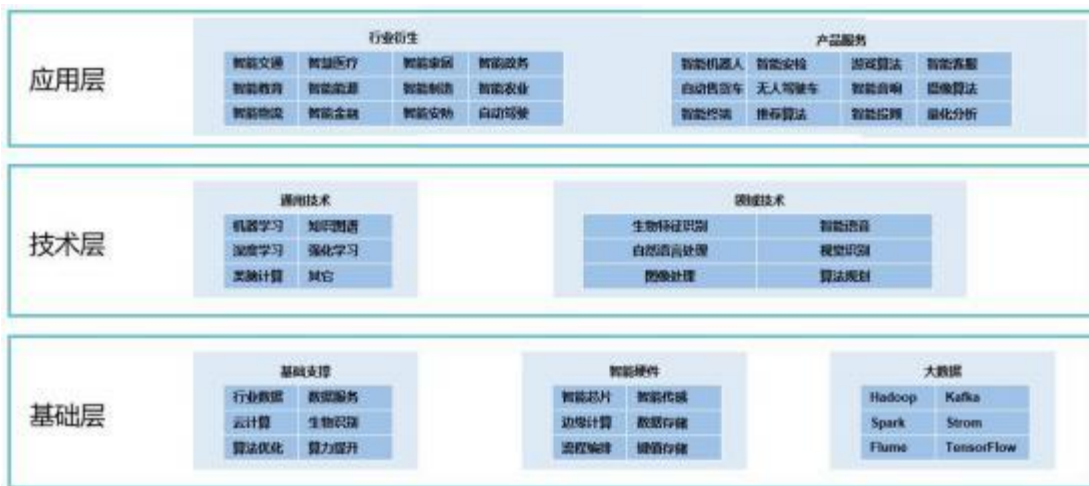 应用层
行业衍生
智能交通 智慧医疗 智能家居 智能政务
智能教育 智能能源 智能制造 智能农业
智能物流 智能金融 智能安防 自动驾驶
产品服务
智能机器人 智能安检 游戏算法 智能客服
自动售货车 无人驾驶车 智能音响 摄像算法
智能终端 推荐算法 智能投顾 量化分析
技术层
通用技术
机器学习 知识图谱
深度学习 强化学习
类脑计算 其它
领域技术
生物特征识别 智能语音
自然语言处理 视觉识别
图像处理 算法规划
基础层
基础支撑
行业数据 数据服务
云计算 生物识别
算法优化 算力提升
智能硬件
智能芯片 智能传感
边缘计算 数据存储
流程编排 键值存储
大数据
Hadoop Kafka
Spark Strom
Flume TensorFlow